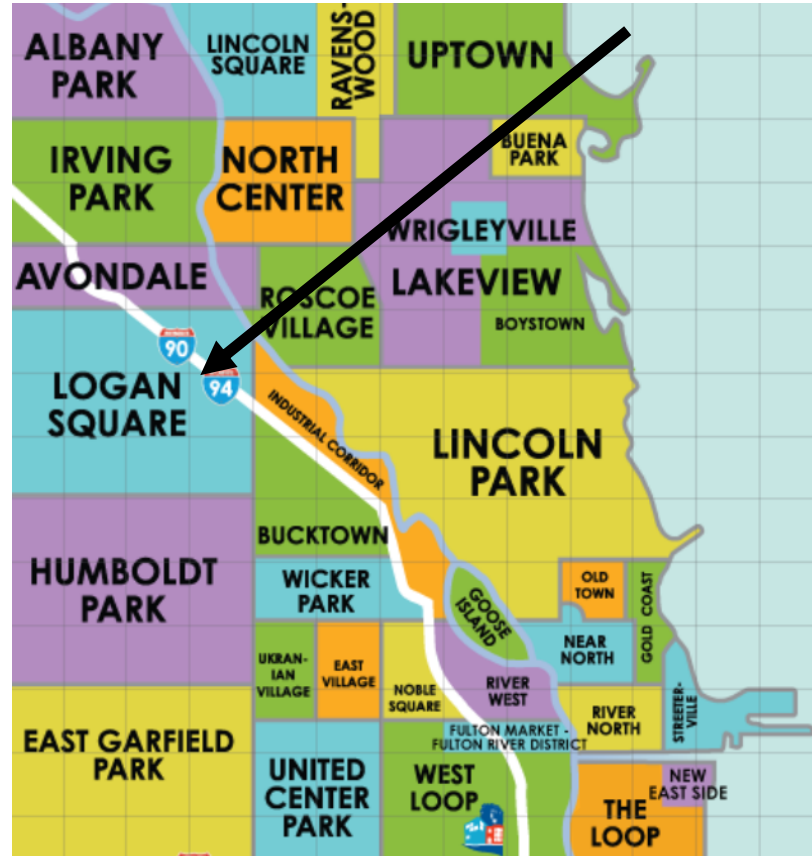 ALBANY
PARK
LINCOLN
SQUARE
RAVENS-
WOOD
UPTOWN
IRVING
PARK
NORTH
CENTER
BUENA
PARK
WRIGLEYVILLE
AVONDALE
ROSCOE
VILLAGE
LAKEVIEW
BOYSTOWN
90
94
LOGAN
SQUARE
INDUSTRIAL CORRIDOR
LINCOLN
PARK
BUCKTOWN
HUMBOLDT
PARK
WICKER
PARK
GOOSE
ISLAND
OLD
TOWN
GOLD COAST
NEAR
NORTH
UKRAN-
IAN
VILLAGE
EAST
VILLAGE
NOBLE
SQUARE
RIVER
WEST
RIVER
NORTH
STREETER-
VILLE
EAST GARFIELD
PARK
UNITED
CENTER
PARK
FULTON MARKET -
FULTON RIVER DISTRICT
WEST
LOOP
THE
LOOP
NEW
EAST SIDE